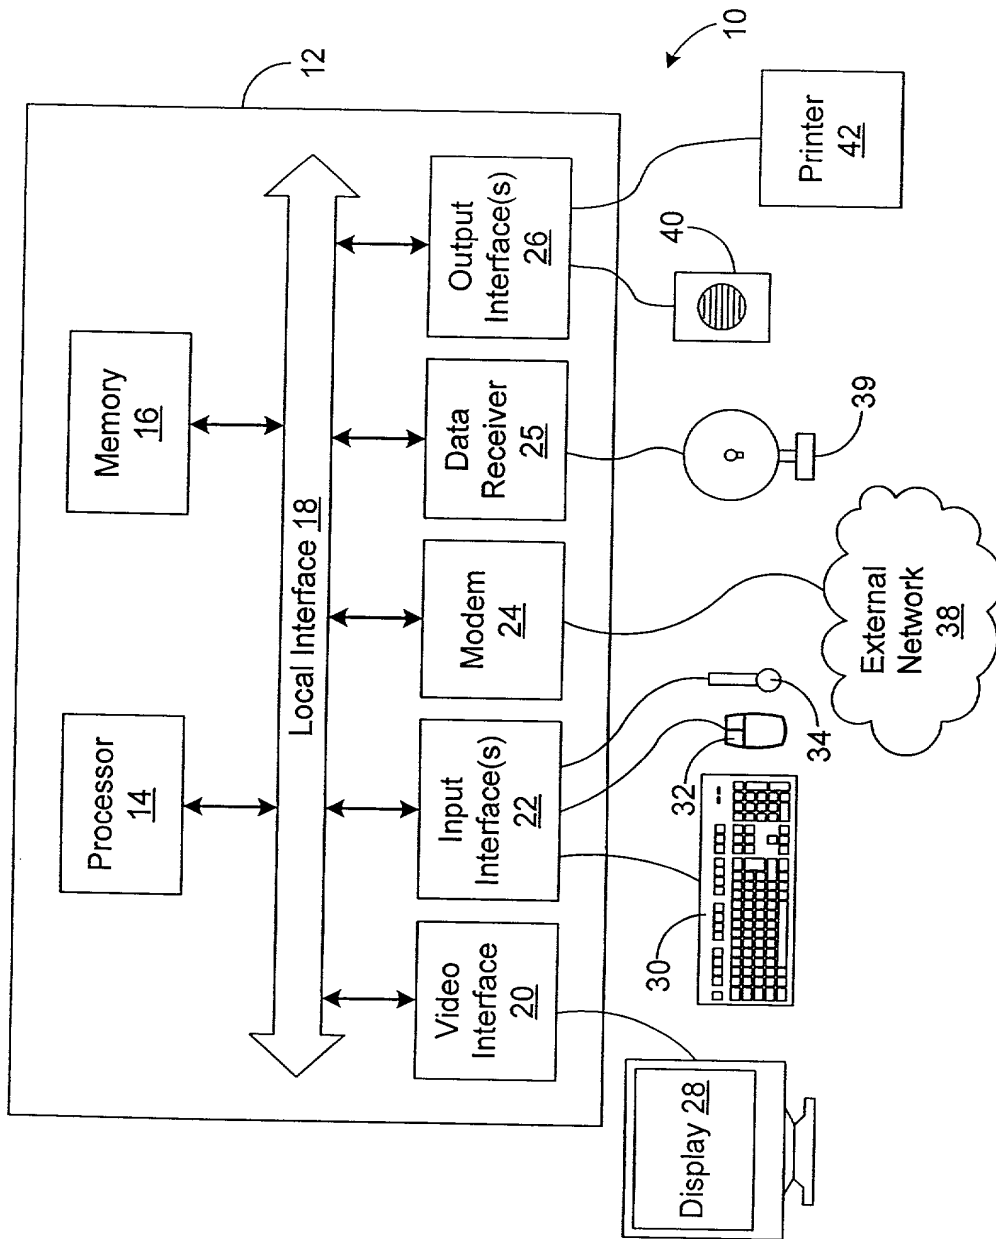 12
Processor
14
Memory
16
Local Interface 18
Video
Interface
20
Input
Interface(s)
22
Modem
24
Data
Receiver
25
Output
Interface(s)
26
10
Display 28
30
32
34
External
Network
38
39
40
Printer
42